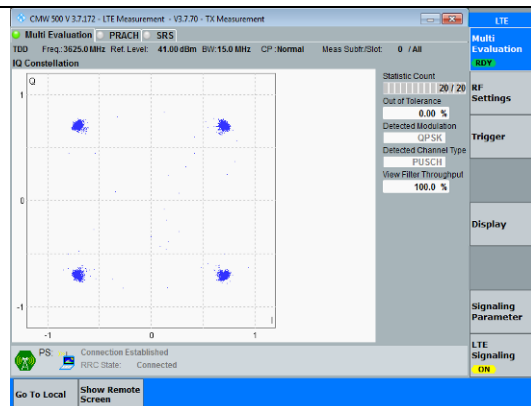 CMW 500 V 3.7.172 - LTE Measurement - V3.7.70 - TX Measurement
LTE
Multi Evaluation PRACH SRS
Multi
Evaluation
RDY
TDD Freq.:3625.0 MHz Ref. Level: 41.00 dBm BW:15.0 MHz CP :Normal Meas Subfr./Slot: 0 / All
IQ Constellation
Q
1
0
-1
-1
0
1
I
Statistic Count
20 / 20
Out of Tolerance
0.00 %
Detected Modulation
QPSK
Detected Channel Type
PUSCH
View Filter Throughput
100.0 %
RF
Settings
Trigger
Display
Signaling
Parameter
LTE
Signaling
ON
PS: Connection Established
RRC State: Connected
Go To Local
Show Remote
Screen